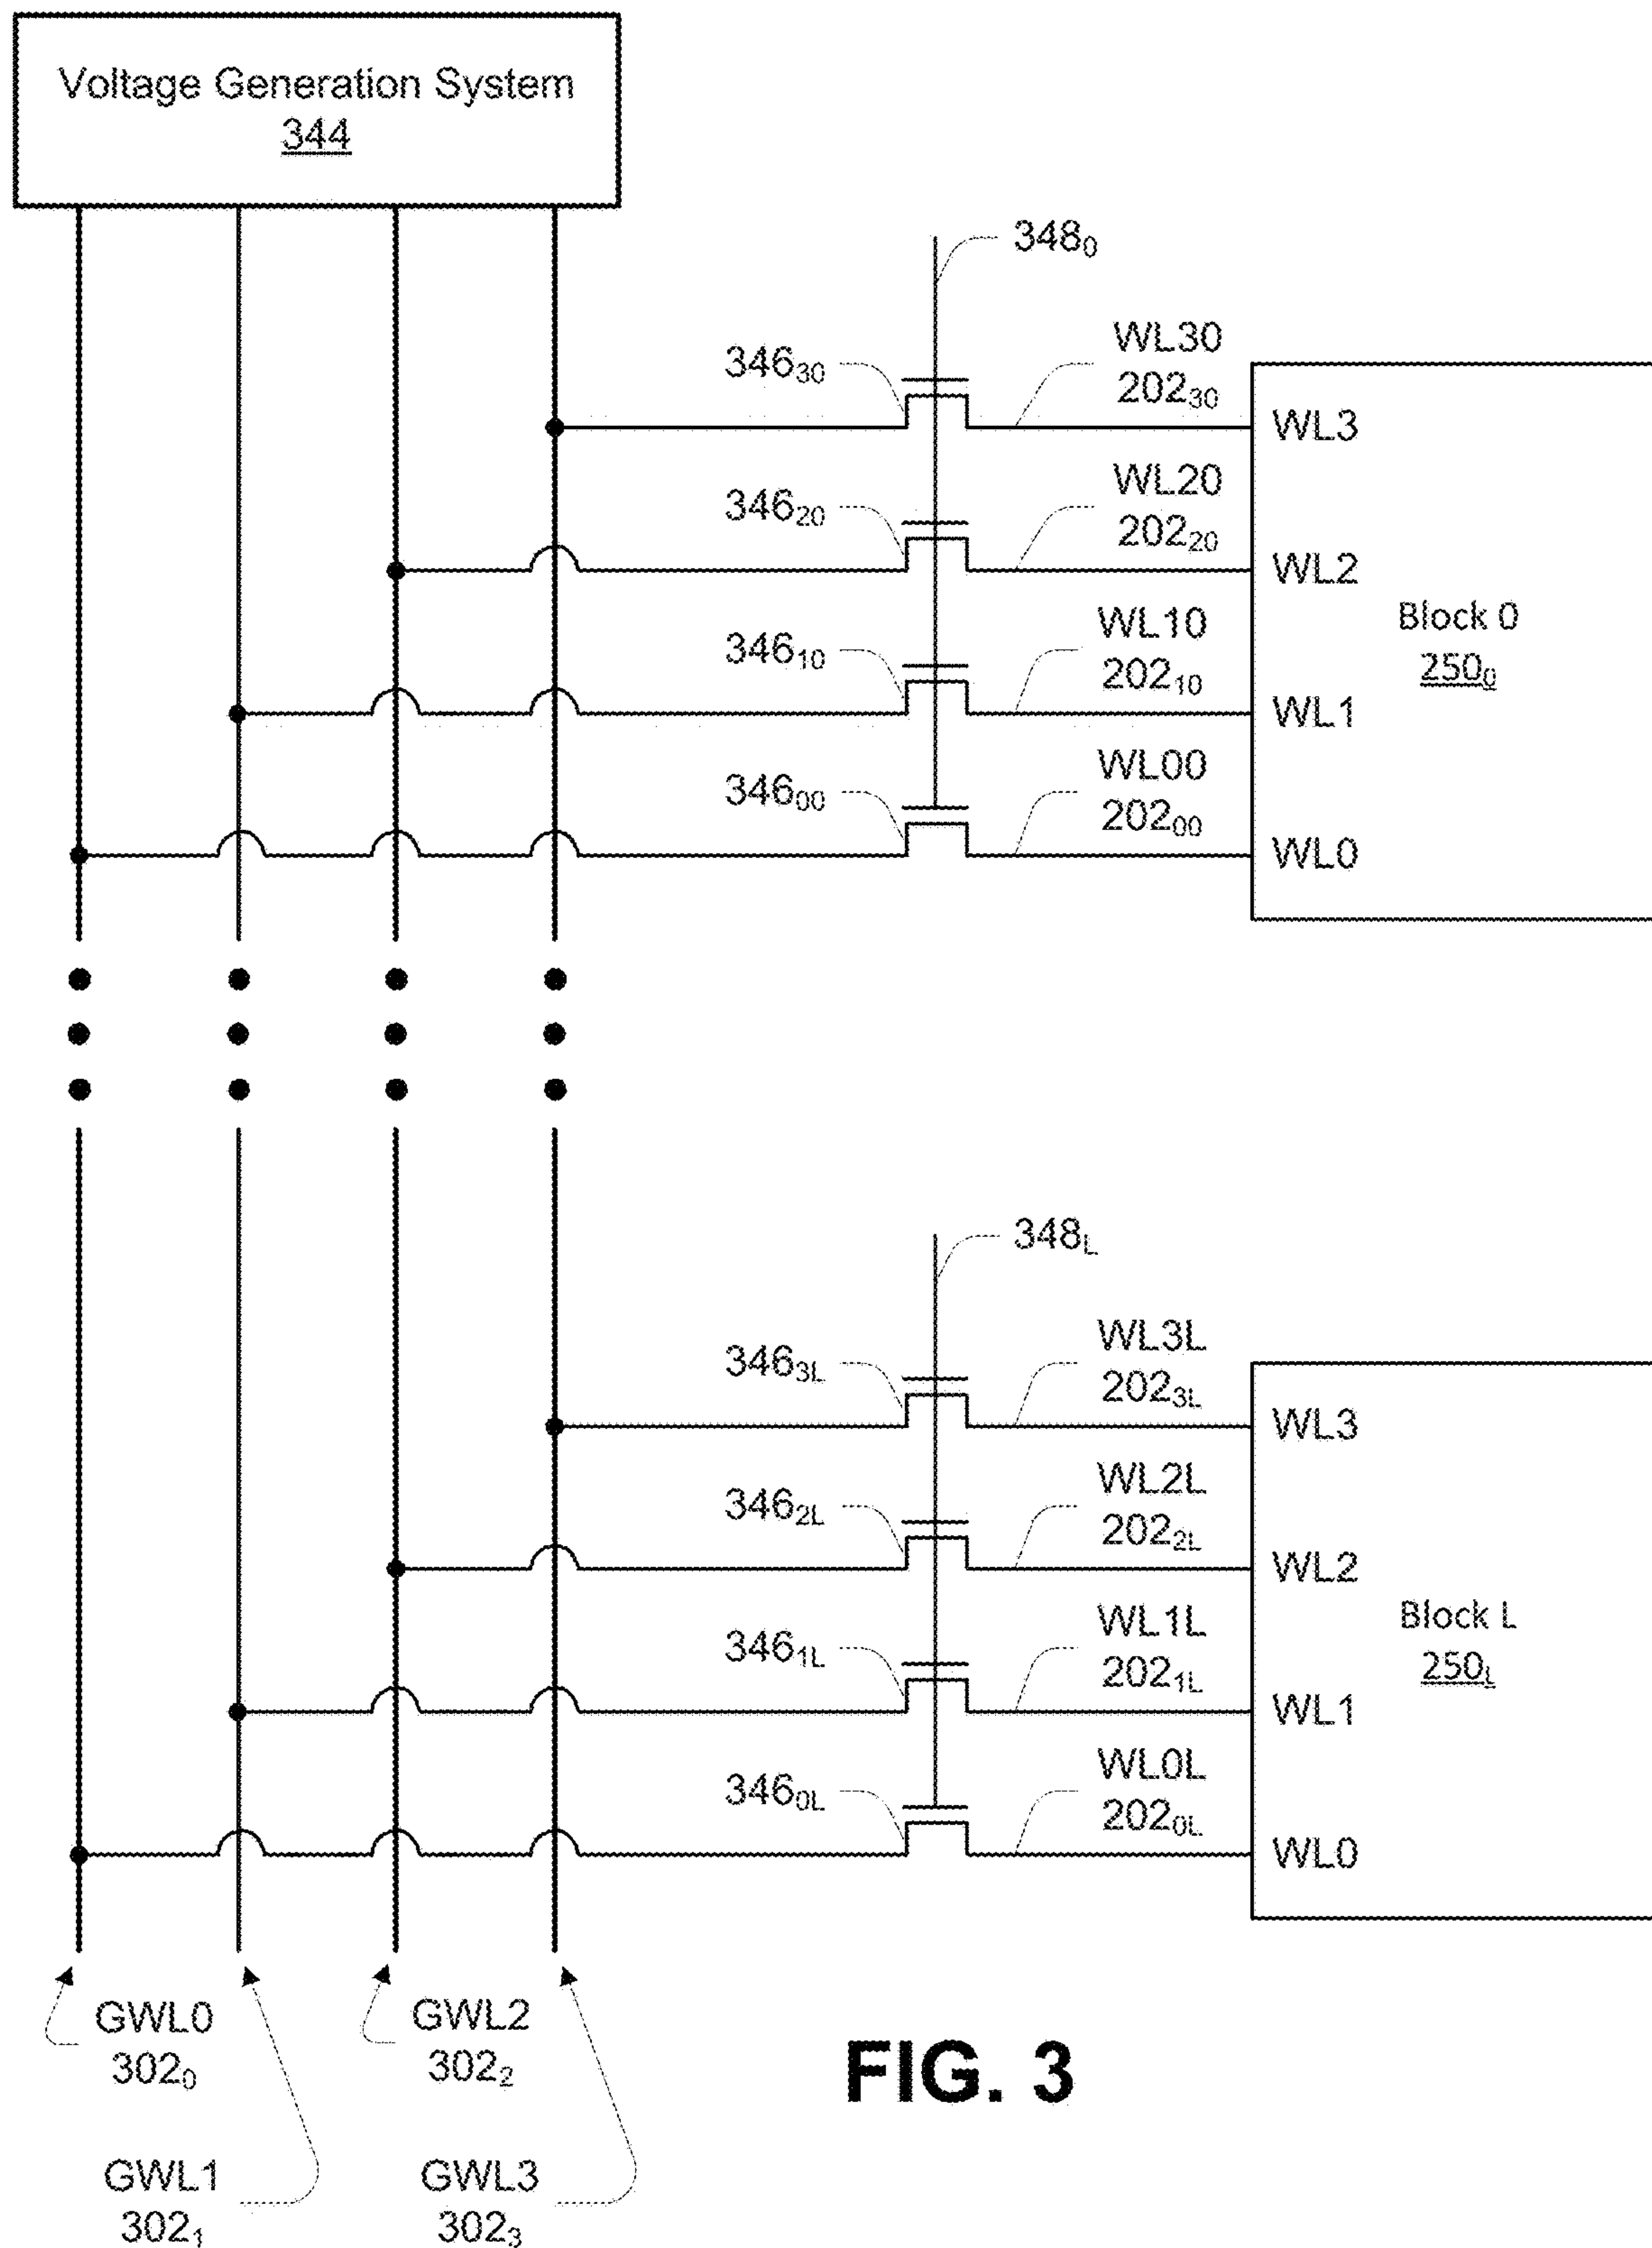 Voltage Generation System
344
348₀
346₃₀
WL30
202₃₀
WL3
346₂₀
WL20
202₂₀
WL2
Block 0
250₀
346₁₀
WL10
202₁₀
WL1
346₀₀
WL00
202₀₀
WL0
348L
346₃L
WL3L
202₃L
WL3
346₂L
WL2L
202₂L
WL2
Block L
250L
346₁L
WL1L
202₁L
WL1
346₀L
WL0L
202₀L
WL0
GWL0
302₀
GWL2
302₂
GWL1
302₁
GWL3
302₃
FIG. 3